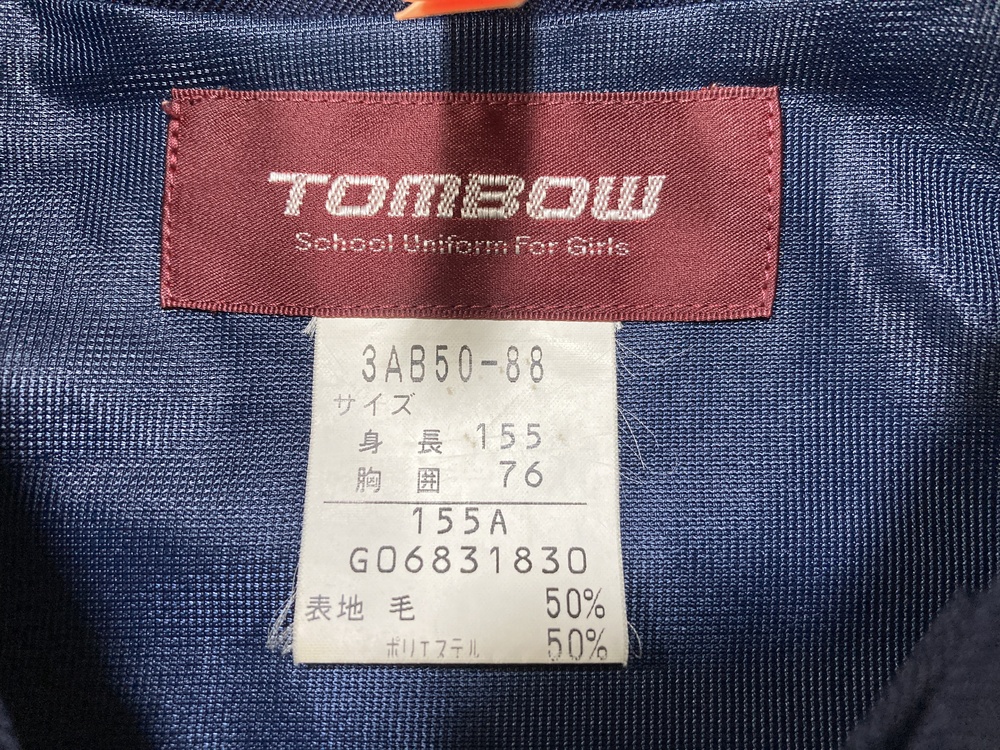 TOMBOW
School Uniform For Girls
3AB50-88
サイズ
身長 155
胸囲 76
155A
G06831830
表地 毛 50%
ポリエステル 50%